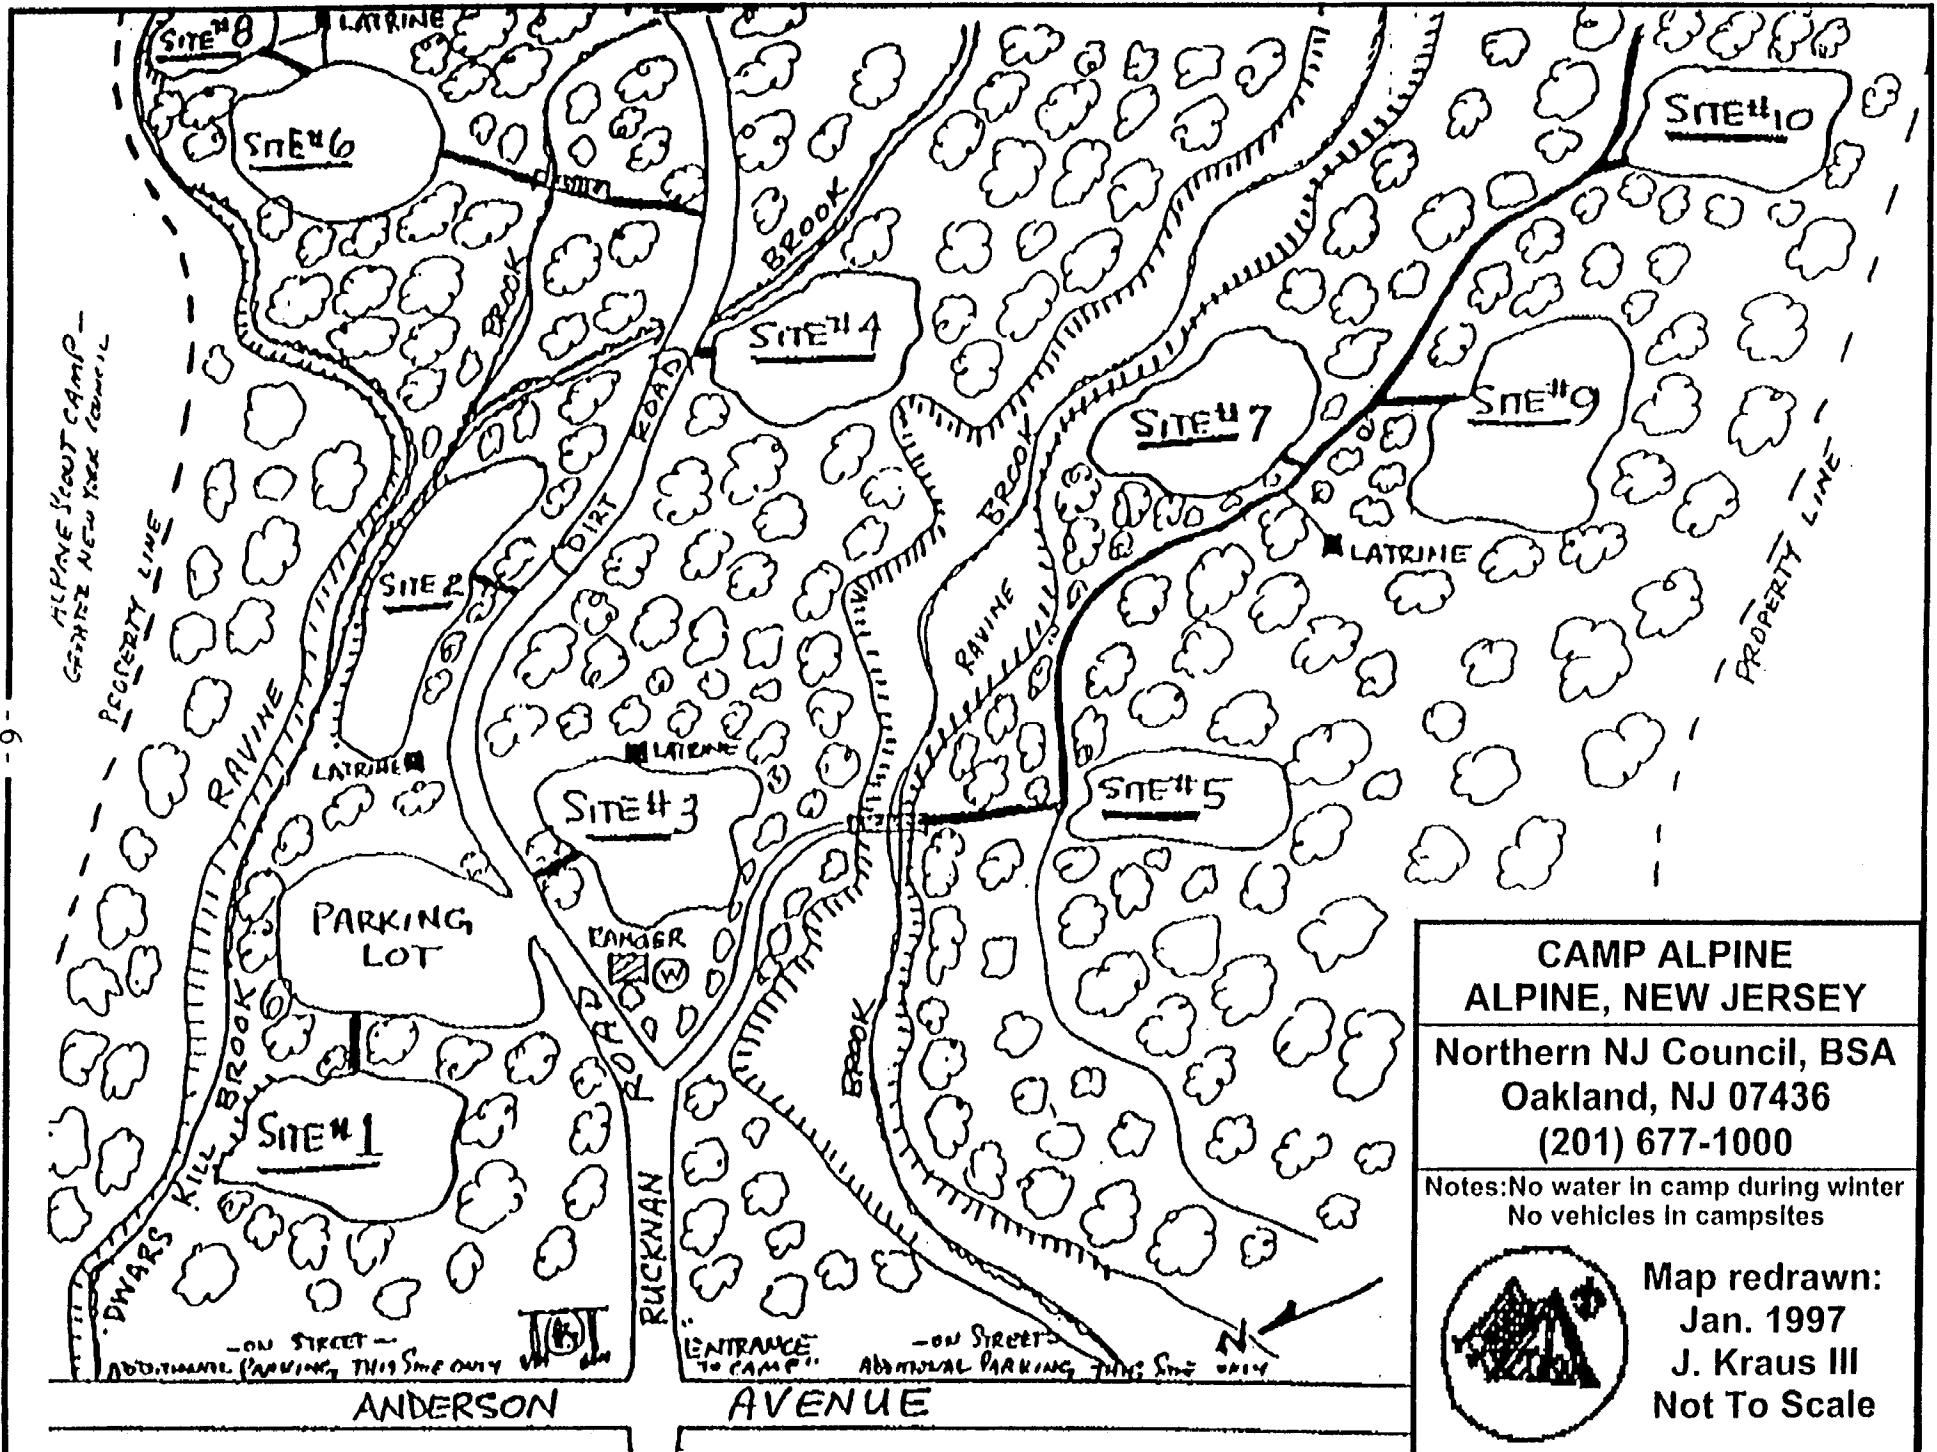 SITE #8
LATRINE
SITE #6
SITE #10
BROOK
BROOK
SITE #4
SITE #7
SITE #9
DIRT ROAD
BROOK
LATRINE
ALPINE SCOUT CAMP –
GREATER NEW YORK COUNCIL
PROPERTY LINE
PROPERTY LINE
SITE 2
RAVINE
RAVINE
LATRINE
LATRINE
SITE #3
SITE #5
PARKING
LOT
RANGER
W
ROAD
BROOK
SITE #1
DWARS KILL BROOK
RUCKNAN
- ON STREET -
ADDITIONAL PARKING THIS SITE ONLY
"ENTRANCE
TO CAMP"
- ON STREET -
ADDITIONAL PARKING THIS SITE ONLY
N
ANDERSON AVENUE
-9-
CAMP ALPINE
ALPINE, NEW JERSEY
Northern NJ Council, BSA
Oakland, NJ 07436
(201) 677-1000
Notes:No water in camp during winter
No vehicles in campsites
Map redrawn:
Jan. 1997
J. Kraus III
Not To Scale